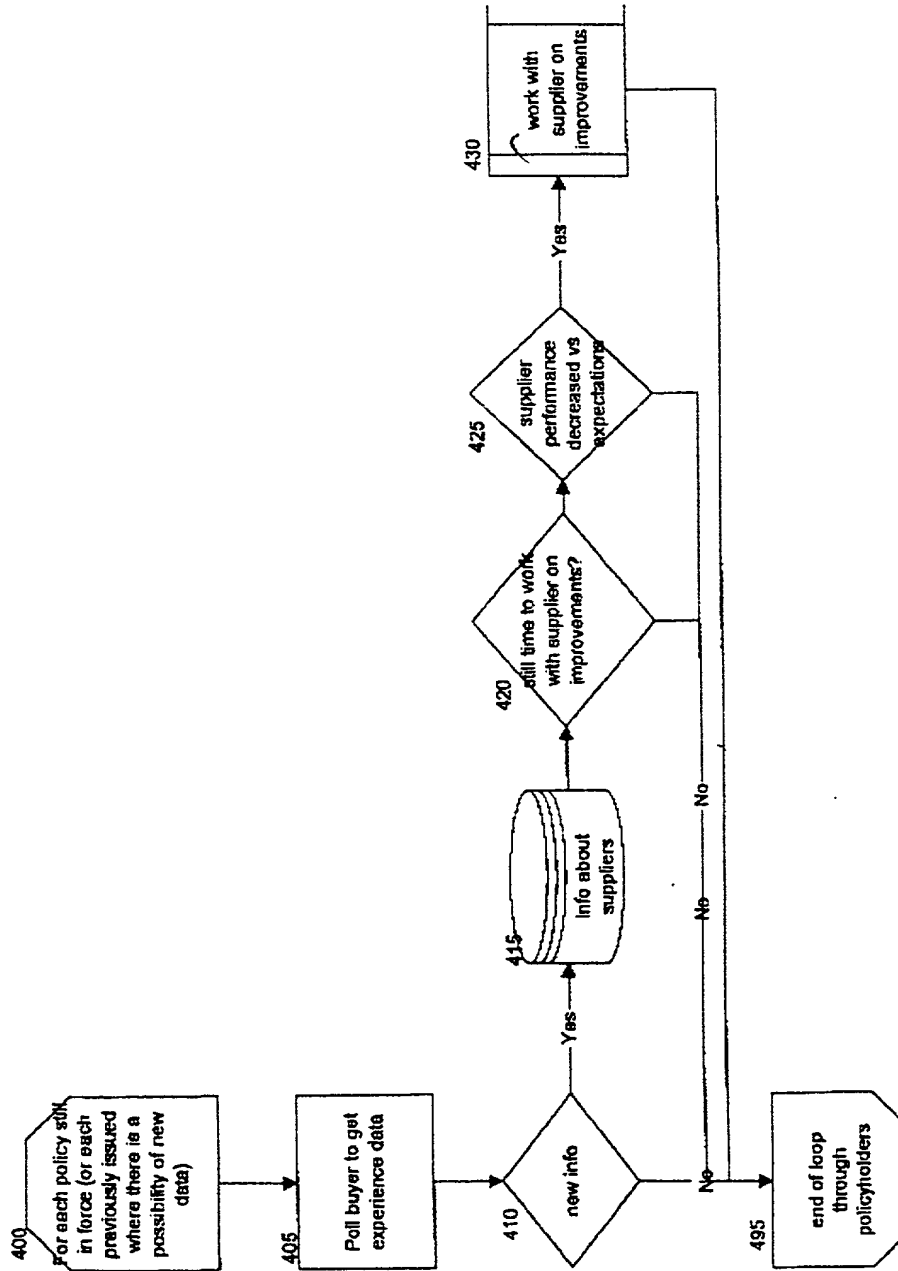 400
For each policy still
in force (or each
previously issued
where there is a
possibility of new
data)
405
Poll buyer to get
experience data
410
new info
Yes
415
Info about
suppliers
420
still time to work
with supplier on
improvements?
425
supplier
performance
decreased vs
expectations
Yes
430
work with
supplier on
improvements
No
No
No
495
end of loop
through
policyholders